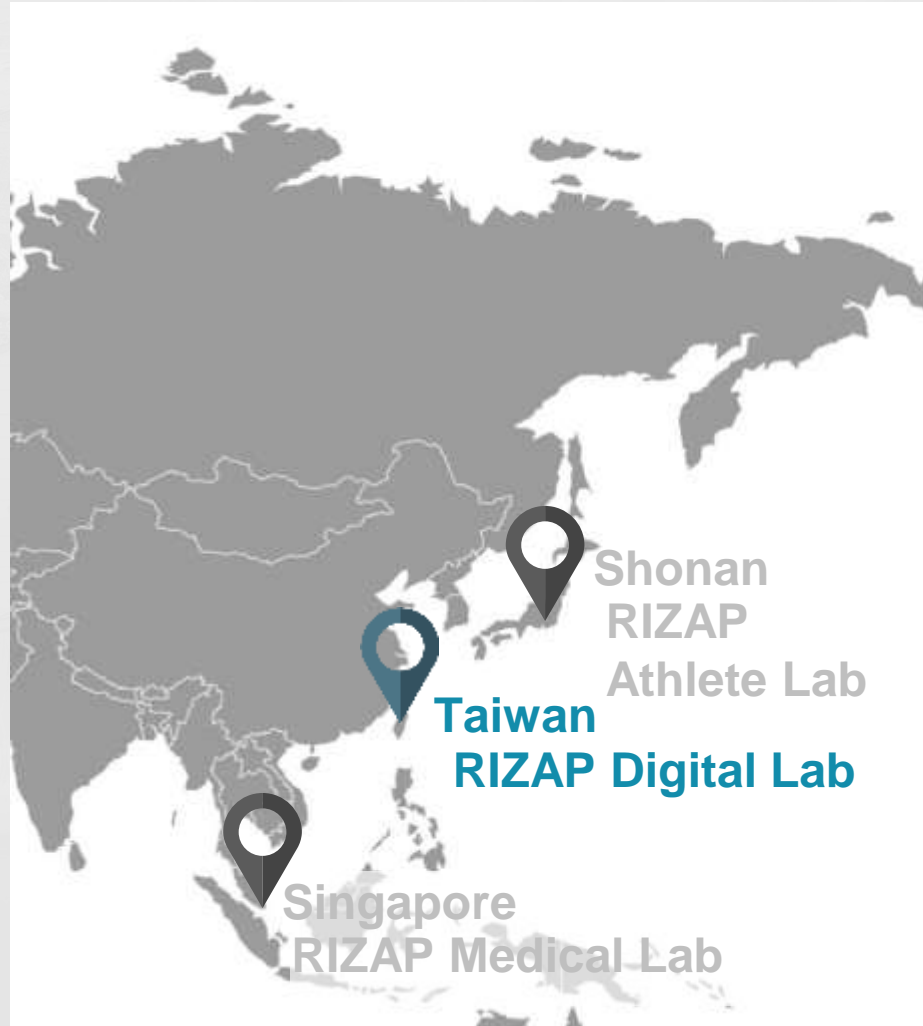 Shonan
RIZAP
Athlete Lab
Taiwan
RIZAP Digital Lab
Singapore
RIZAP Medical Lab